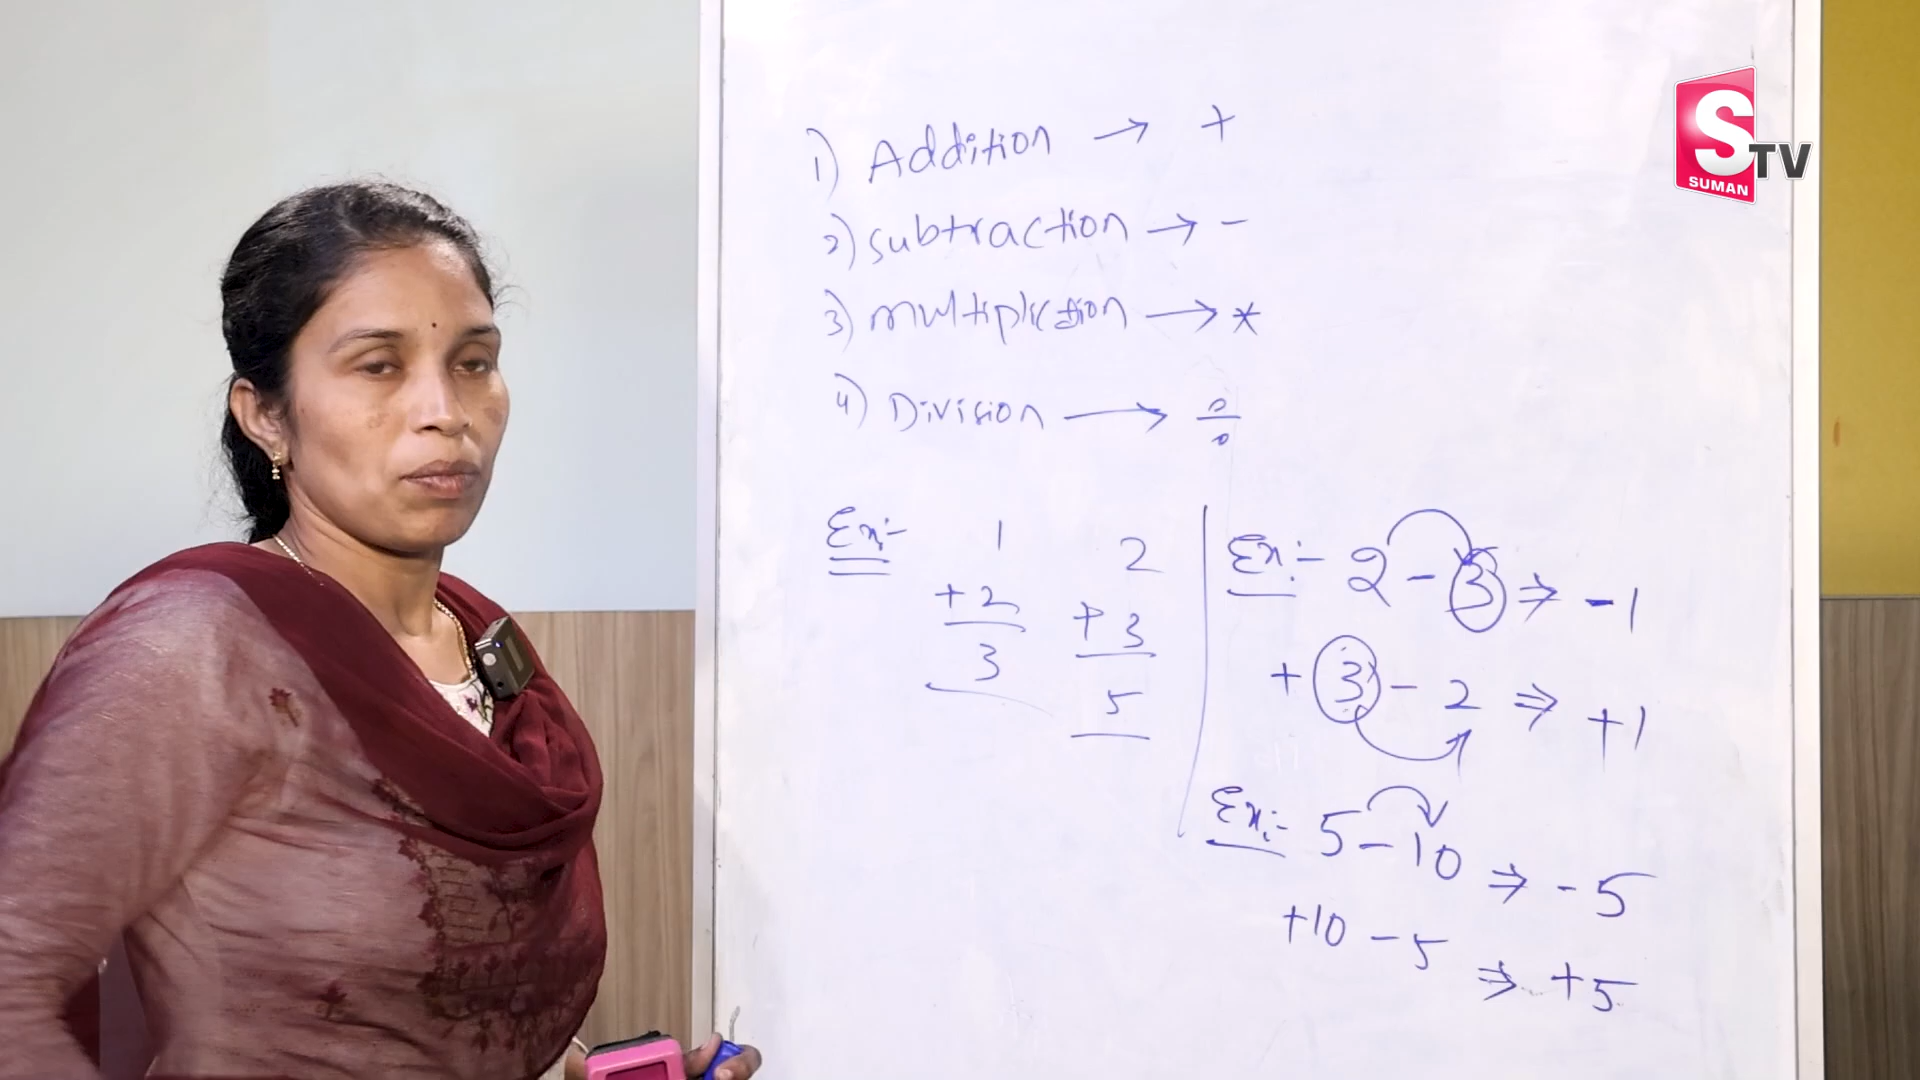 S TV
SUMAN
1) Addition → +
2) Subtraction → -
3) multiplication → *
4) Division → ÷
Ex:-
1
+2
3
2
+3
5
Ex:- 2 - 3 ⇒ -1
+ 3 - 2 ⇒ +1
Ex:- 5 - 10 ⇒ -5
+10 - 5 ⇒ +5